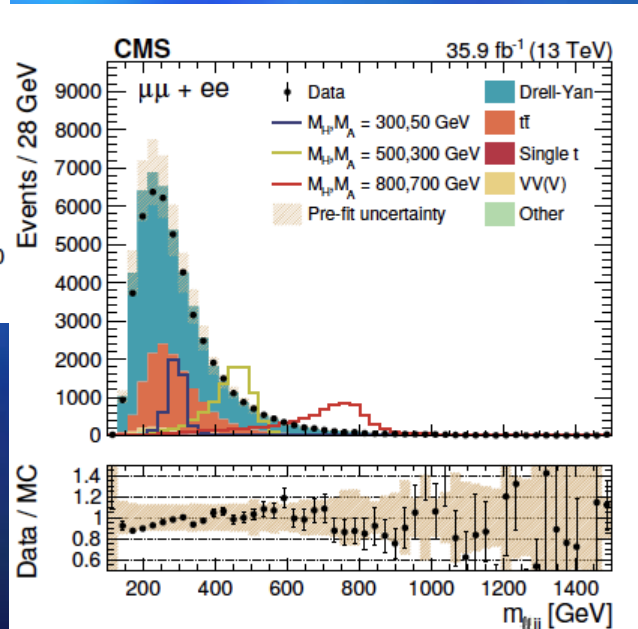 CMS 35.9 fb⁻¹ (13 TeV)
μμ + ee
Data
M_H, M_A = 300,50 GeV
M_H, M_A = 500,300 GeV
M_H, M_A = 800,700 GeV
Pre-fit uncertainty
Drell-Yan
tt̄
Single t
VV(V)
Other
Events / 28 GeV
9000
8000
7000
6000
5000
4000
3000
2000
1000
0
Data / MC
1.4
1.2
1
0.8
0.6
200 400 600 800 1000 1200 1400
m_lljj [GeV]